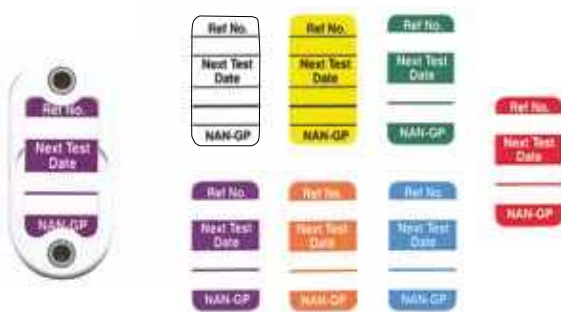 Ref No.
Next Test
Date
NAN-GP
Ref No.
Next Test
Date
NAN-GP
Ref No.
Next Test
Date
NAN-GP
Ref No.
Next Test
Date
NAN-GP
Ref No.
Next Test
Date
NAN-GP
Ref No.
Next Test
Date
NAN-GP
Ref No.
Next Test
Date
NAN-GP
Ref No.
Next Test
Date
NAN-GP